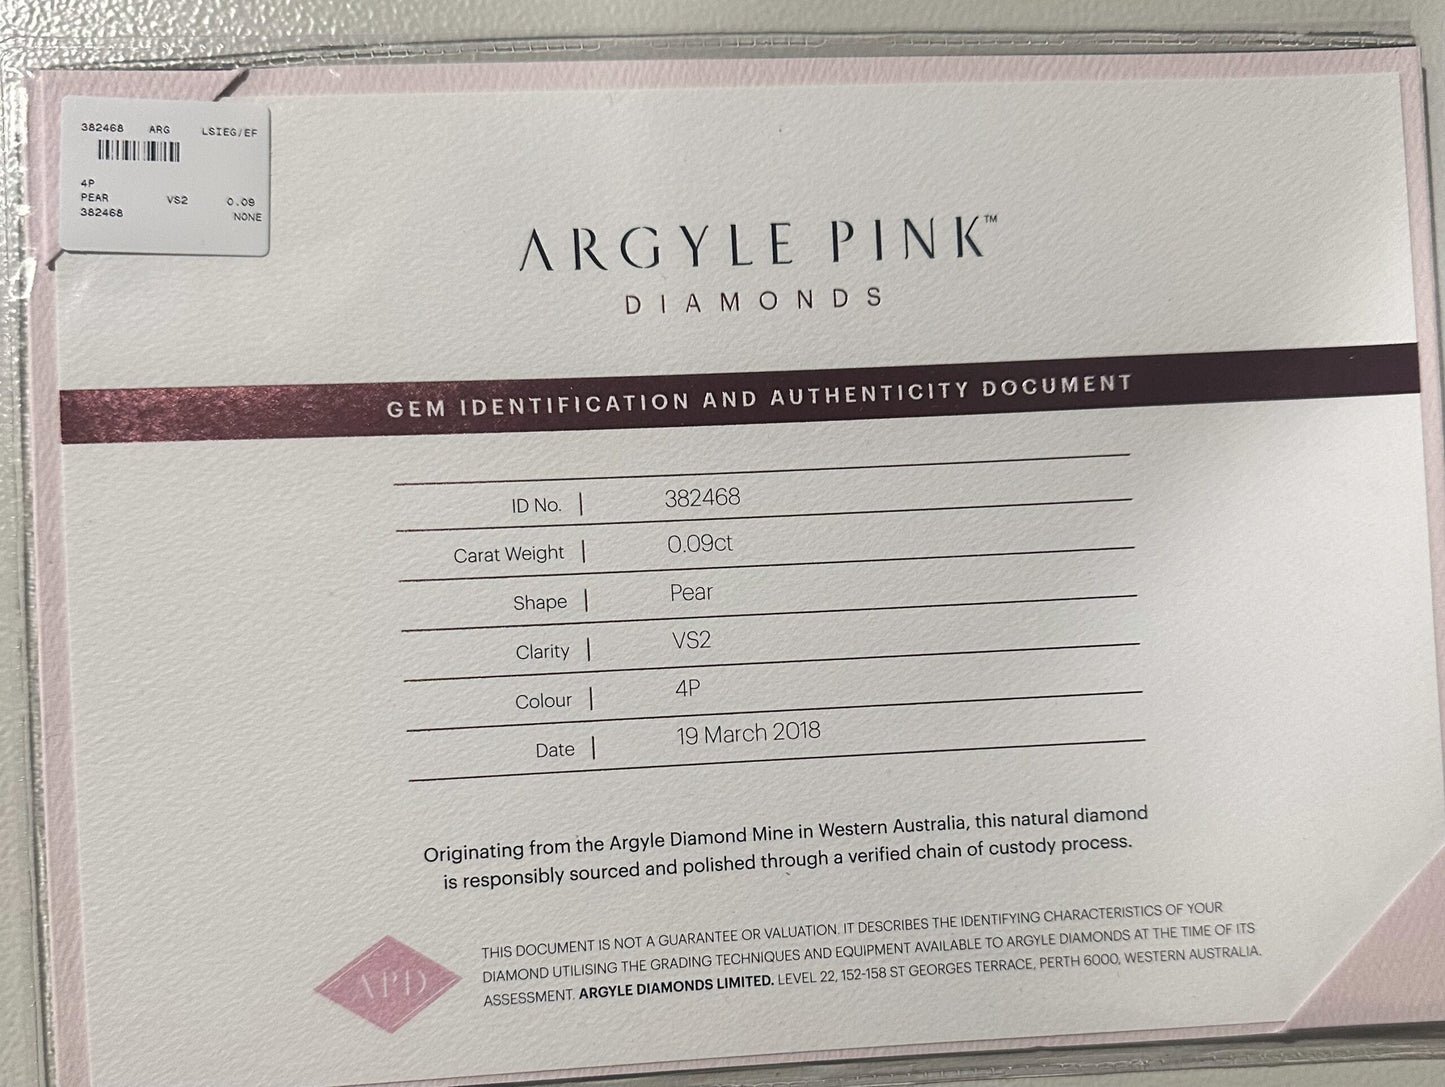 382468 ARG LSIEG/EF
4P
PEAR VS2 0.09
382468 NONE
ARGYLE PINK™
DIAMONDS
GEM IDENTIFICATION AND AUTHENTICITY DOCUMENT
ID No. | 382468
Carat Weight | 0.09ct
Shape | Pear
Clarity | VS2
Colour | 4P
Date | 19 March 2018
Originating from the Argyle Diamond Mine in Western Australia, this natural diamond
is responsibly sourced and polished through a verified chain of custody process.
APD
THIS DOCUMENT IS NOT A GUARANTEE OR VALUATION. IT DESCRIBES THE IDENTIFYING CHARACTERISTICS OF YOUR
DIAMOND UTILISING THE GRADING TECHNIQUES AND EQUIPMENT AVAILABLE TO ARGYLE DIAMONDS AT THE TIME OF ITS
ASSESSMENT. ARGYLE DIAMONDS LIMITED. LEVEL 22, 152-158 ST GEORGES TERRACE, PERTH 6000, WESTERN AUSTRALIA.